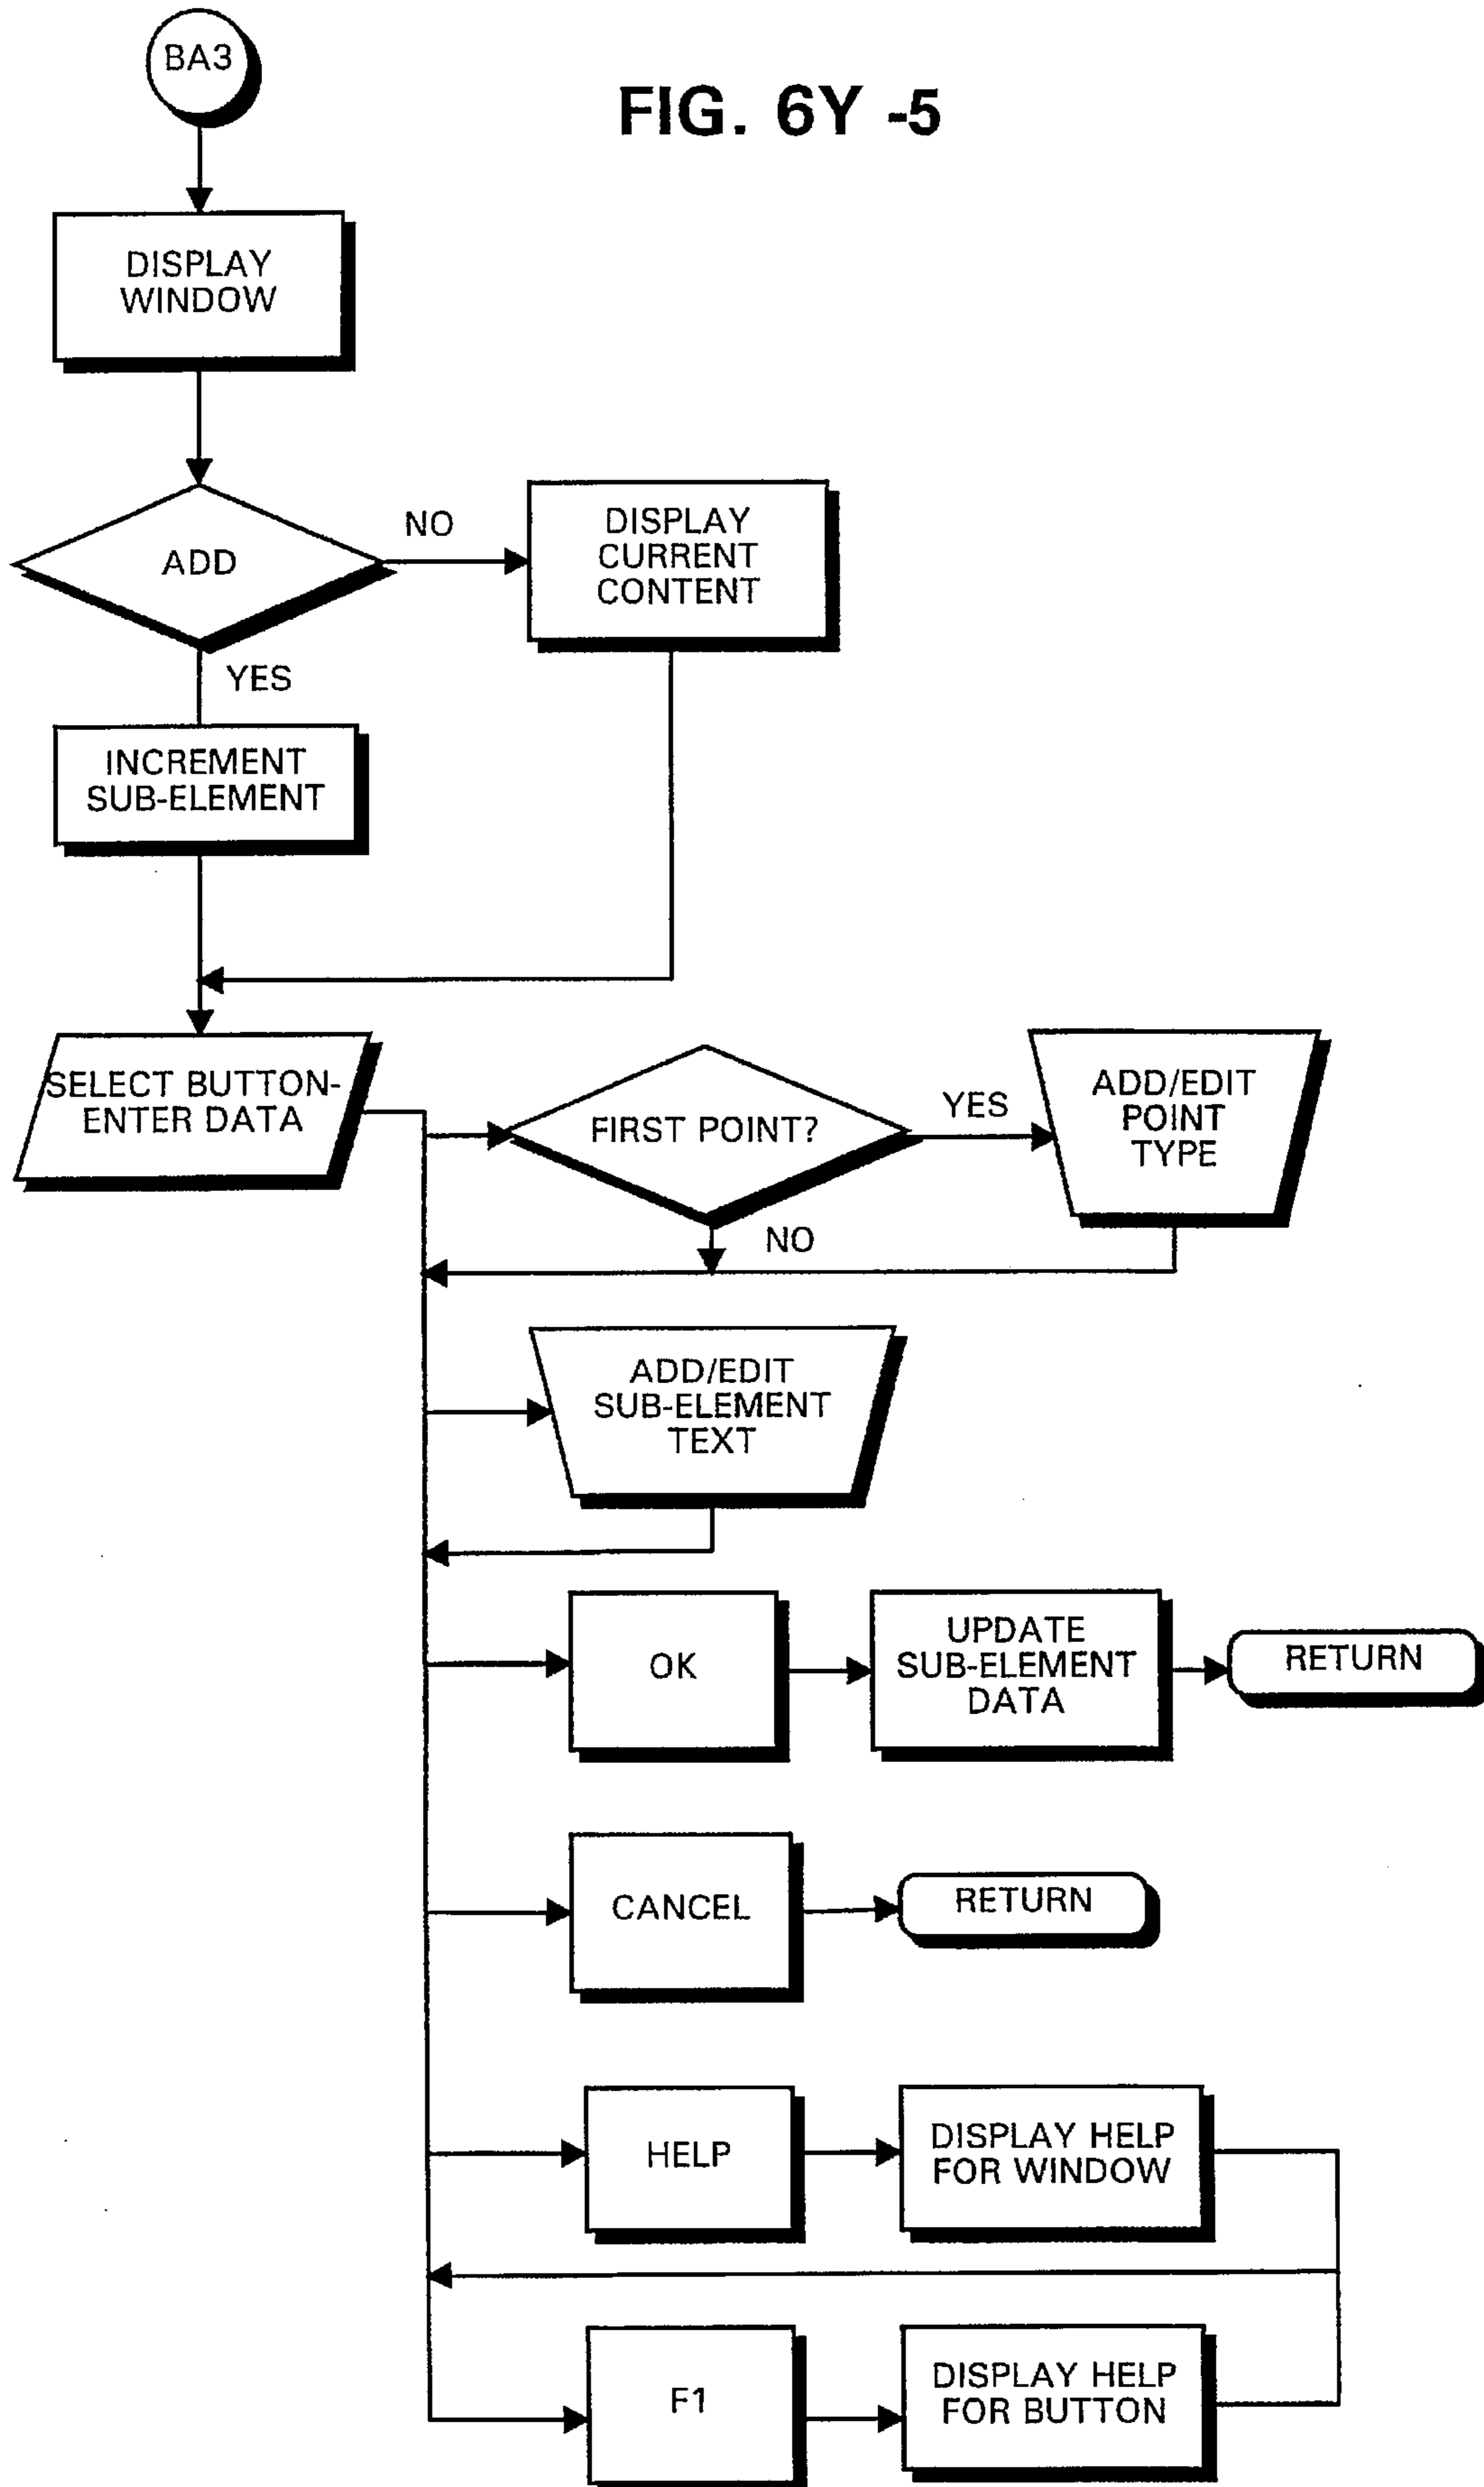 BA3
FIG. 6Y -5
DISPLAY
WINDOW
ADD
NO
DISPLAY
CURRENT
CONTENT
YES
INCREMENT
SUB-ELEMENT
SELECT BUTTON-
ENTER DATA
FIRST POINT?
YES
ADD/EDIT
POINT
TYPE
NO
ADD/EDIT
SUB-ELEMENT
TEXT
OK
UPDATE
SUB-ELEMENT
DATA
RETURN
CANCEL
RETURN
HELP
DISPLAY HELP
FOR WINDOW
F1
DISPLAY HELP
FOR BUTTON